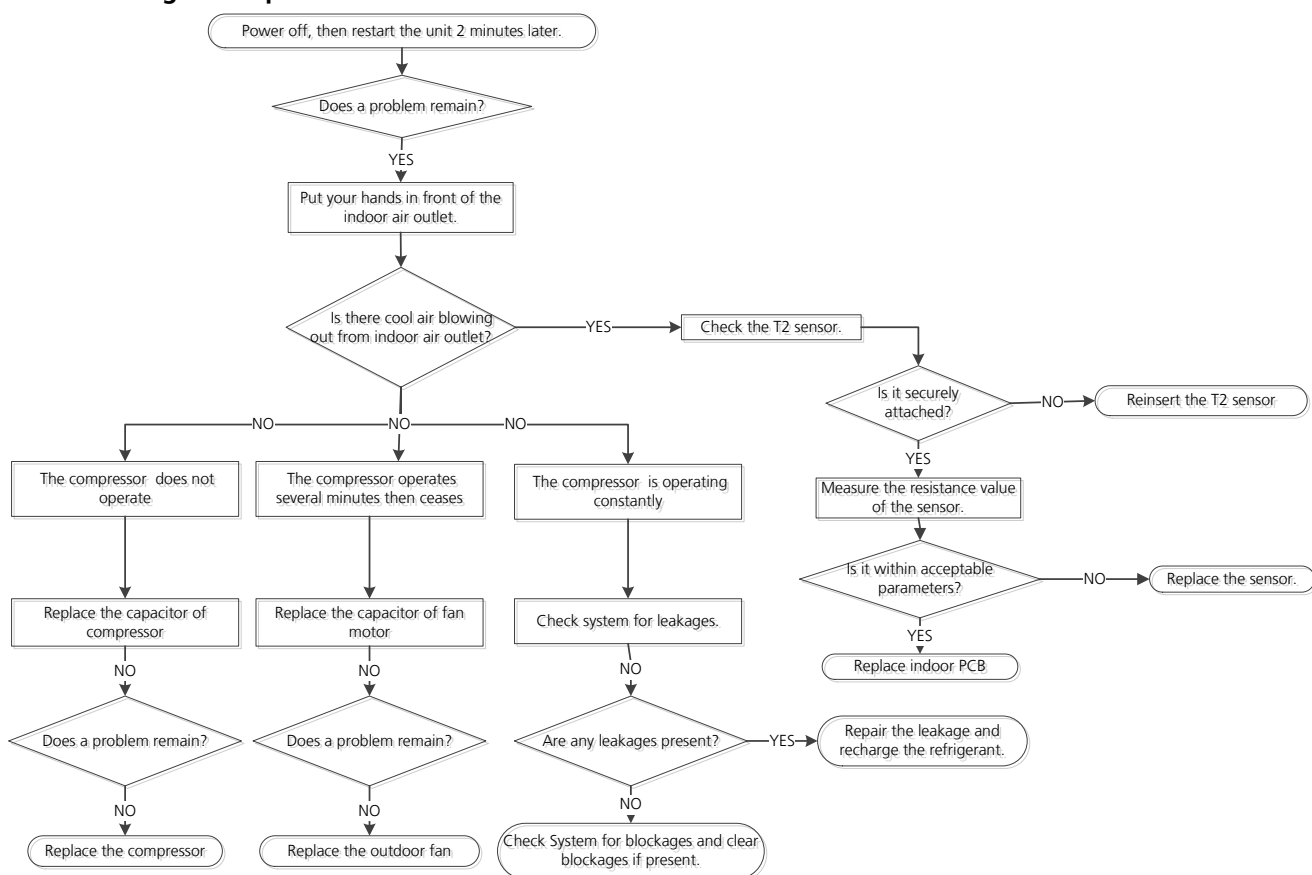 Power off, then restart the unit 2 minutes later.
Does a problem remain?
YES
Put your hands in front of the
indoor air outlet.
Is there cool air blowing
out from indoor air outlet?
YES
Check the T2 sensor.
Is it securely
attached?
NO
Reinsert the T2 sensor
YES
Measure the resistance value
of the sensor.
Is it within acceptable
parameters?
NO
Replace the sensor.
YES
Replace indoor PCB
NO
NO
NO
The compressor does not
operate
The compressor operates
several minutes then ceases
The compressor is operating
constantly
Replace the capacitor of
compressor
Replace the capacitor of fan
motor
Check system for leakages.
NO
NO
NO
Does a problem remain?
Does a problem remain?
Are any leakages present?
YES
Repair the leakage and
recharge the refrigerant.
NO
NO
NO
Replace the compressor
Replace the outdoor fan
Check System for blockages and clear
blockages if present.